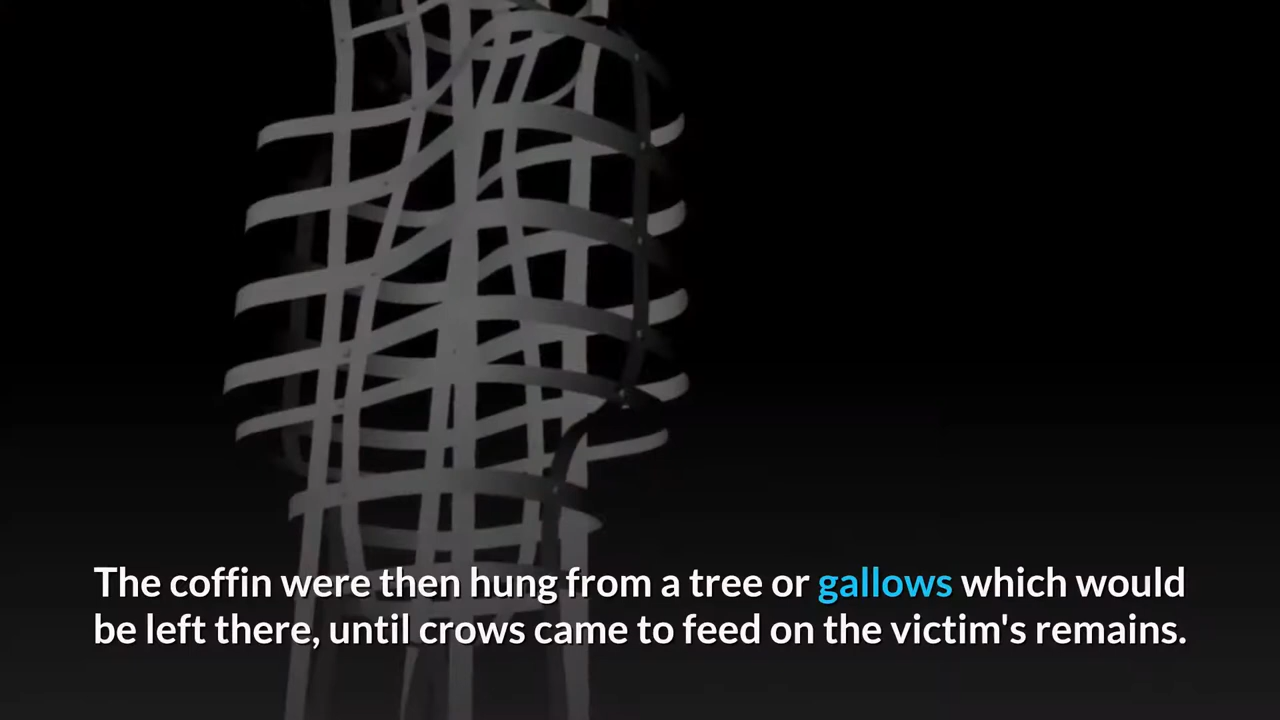 The coffin were then hung from a tree or gallows which would
be left there, until crows came to feed on the victim's remains.